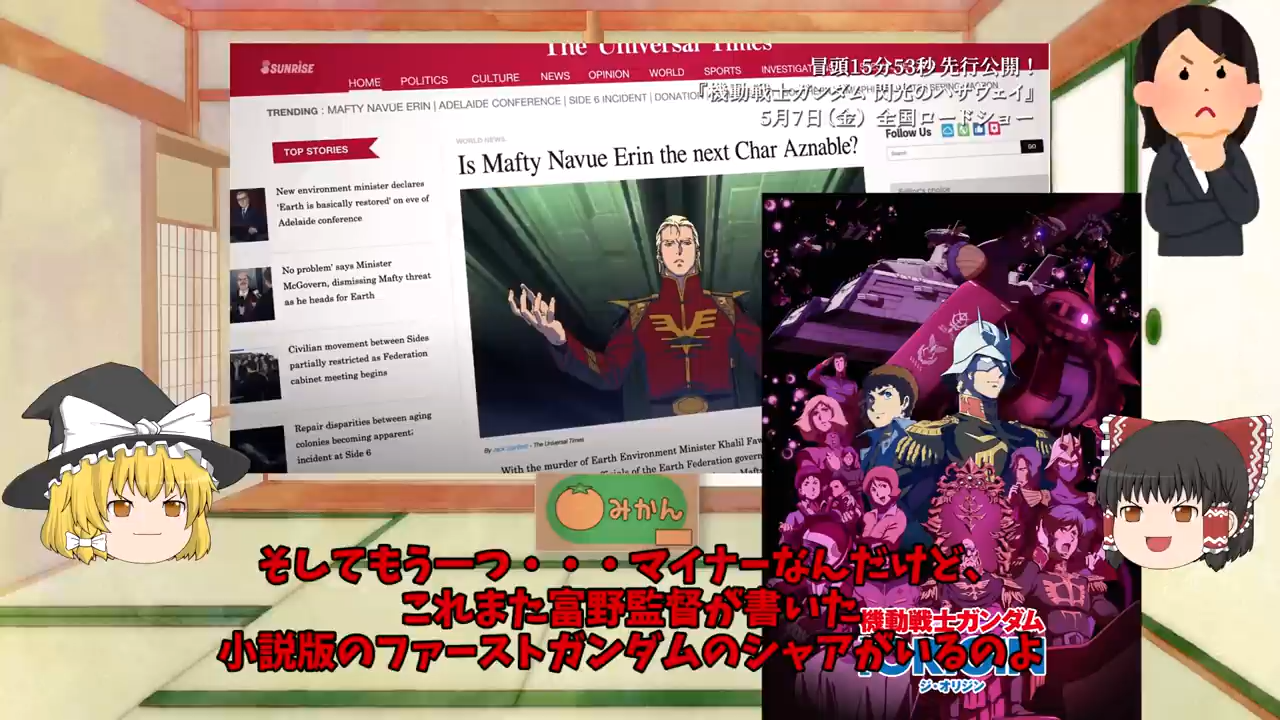 The Universal Times
SUNRISE
HOME POLITICS CULTURE NEWS OPINION WORLD SPORTS
冒頭15分53秒 先行公開！
『機動戦士ガンダム 閃光のハサウェイ』
5月7日（金） 全国ロードショー
TRENDING : MAFTY NAVUE ERIN | ADELAIDE CONFERENCE | SIDE 6 INCIDENT |
Follow Us
TOP STORIES
WORLD NEWS
Is Mafty Navue Erin the next Char Aznable?
Search
GO
Editor's choice
New environment minister declares
'Earth is basically restored' on eve of
Adelaide conference
No problem' says Minister
McGovern, dismissing Mafty threat
as he heads for Earth
Civilian movement between Sides
partially restricted as Federation
cabinet meeting begins
Repair disparities between aging
colonies becoming apparent;
incident at Side 6
The Universal Times
With the murder of Earth Environment Minister Khalil
みかん
そしてもう一つ・・・マイナーなんだけど、
これまた富野監督が書いた
小説版のファーストガンダムのシャアがいるのよ
機動戦士ガンダム
ジ・オリジン